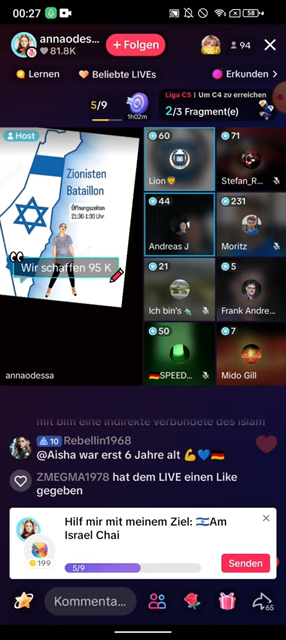 00:27
58
annaodes...
81.8K
+ Folgen
94
Lernen
Beliebte LIVEs
Erkunden
5/9
1h02m
Liga C5 | Um C4 zu erreichen
2/3 Fragment(e)
Host
Zionisten
Bataillon
Öffnungszeiten
21:30-1:30 Uhr
Wir schaffen 95 K
annaodessa
60
Lion
71
Stefan_R...
44
Andreas J
231
Moritz
21
Ich bin's
5
Frank Andre...
50
SPEED...
7
Mido Gill
mit bim eine indirekte verbündete des islam
10 Rebellin1968
@Aisha war erst 6 Jahre alt 💪💙🇩🇪
ZMEGMA1978 hat dem LIVE einen Like
gegeben
Hilf mir mit meinem Ziel: 🇮🇱Am
Israel Chai
199
5/9
Senden
Kommenta...
65